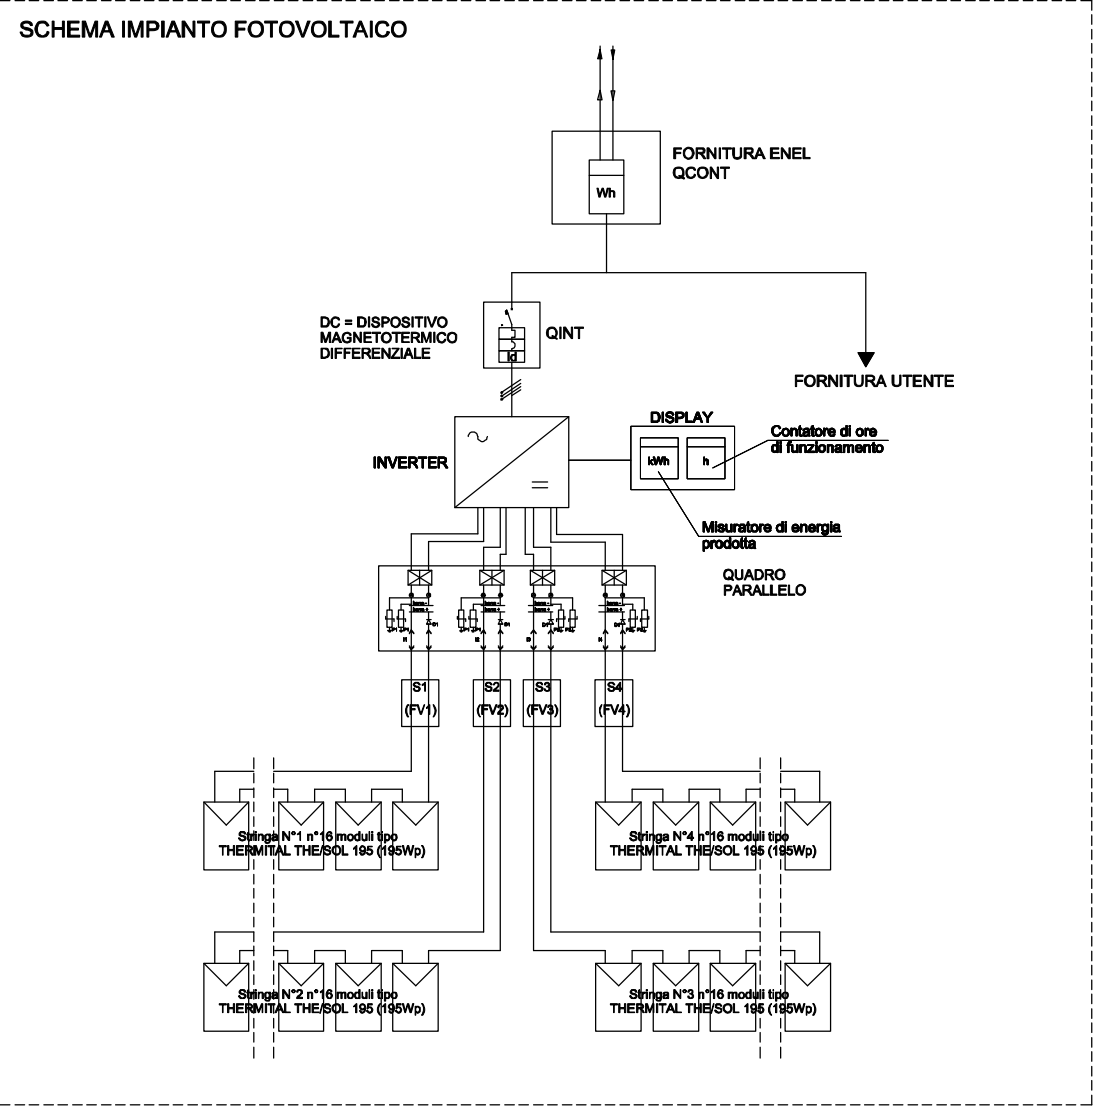 SCHEMA IMPIANTO FOTOVOLTAICO
FORNITURA ENEL
QCONT
Wh
DC = DISPOSITIVO
MAGNETOTERMICO
DIFFERENZIALE
QINT
Id
FORNITURA UTENTE
DISPLAY
Contatore di ore
di funzionamento
INVERTER
kWh
h
Misuratore di energia
prodotta
QUADRO
PARALLELO
S1
(FV1)
S2
(FV2)
S3
(FV3)
S4
(FV4)
Stringa N°1 n°16 moduli tipo
THERMITAL THE/SOL 195 (195Wp)
Stringa N°4 n°16 moduli tipo
THERMITAL THE/SOL 195 (195Wp)
Stringa N°2 n°16 moduli tipo
THERMITAL THE/SOL 195 (195Wp)
Stringa N°3 n°16 moduli tipo
THERMITAL THE/SOL 195 (195Wp)